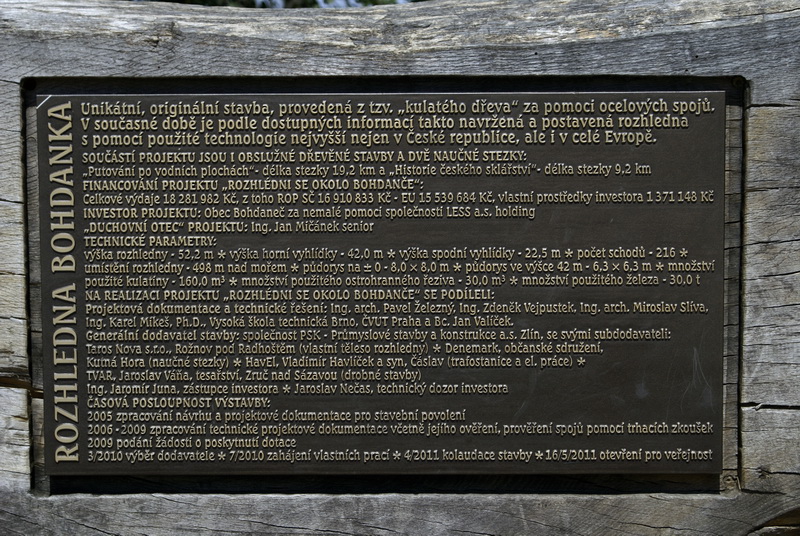 ROZHLEDNA BOHDANKA
Unikátní, originální stavba, provedená z tzv. „kulatého dřeva" za pomoci ocelových spojů.
V současné době je podle dostupných informací takto navržená a postavená rozhledna
s pomocí použité technologie nejvyšší nejen v České republice, ale i v celé Evropě.
SOUČÁSTÍ PROJEKTU JSOU I OBSLUŽNÉ DŘEVĚNÉ STAVBY A DVĚ NAUČNÉ STEZKY:
„Putování po vodních plochách"- délka stezky 19,2 km a „Historie českého sklářství"- délka stezky 9,2 km
FINANCOVÁNÍ PROJEKTU „ROZHLÉDNI SE OKOLO BOHDANČE":
Celkové výdaje 18 281 982 Kč, z toho ROP SČ 16 910 833 Kč - EU 15 539 684 Kč, vlastní prostředky investora 1 371 148 Kč
INVESTOR PROJEKTU: Obec Bohdaneč za nemalé pomoci společnosti LESS a.s. holding
„DUCHOVNÍ OTEC" PROJEKTU: Ing. Jan Míčánek senior
TECHNICKÉ PARAMETRY:
výška rozhledny - 52,2 m * výška horní vyhlídky - 42,0 m * výška spodní vyhlídky - 22,5 m * počet schodů - 216 *
umístění rozhledny - 498 m nad mořem * půdorys na ± 0 - 8,0 × 8,0 m * půdorys ve výšce 42 m - 6,3 × 6,3 m * množství
použité kulatiny - 160,0 m³ * množství použitého ostrohranného řeziva - 30,0 m³ * množství použitého železa - 30,0 t
NA REALIZACI PROJEKTU „ROZHLÉDNI SE OKOLO BOHDANČE" SE PODÍLELI:
Projektová dokumentace a technické řešení: Ing. arch. Pavel Železný, Ing. Zdeněk Vejpustek, Ing. arch. Miroslav Slíva,
Ing. Karel Mikeš, Ph.D., Vysoká škola technická Brno, ČVUT Praha a Bc. Jan Valíček.
Generální dodavatel stavby: společnost PSK - Průmyslové stavby a konstrukce a.s. Zlín, se svými subdodavateli:
Taros Nova s.r.o., Rožnov pod Radhoštěm (vlastní těleso rozhledny) * Denemark, občanské sdružení,
Kutná Hora (naučné stezky) * HavEl, Vladimír Havlíček a syn, Čáslav (trafostanice a el. práce) *
TVAR, Jaroslav Váňa, tesařství, Zruč nad Sázavou (drobné stavby)
Ing. Jaromír Juna, zástupce investora * Jaroslav Nečas, technický dozor investora
ČASOVÁ POSLOUPNOST VÝSTAVBY:
2005 zpracování návrhu a projektové dokumentace pro stavební povolení
2006 - 2009 zpracování technické projektové dokumentace včetně jejího ověření, prověření spojů pomocí trhacích zkoušek
2009 podání žádosti o poskytnutí dotace
3/2010 výběr dodavatele * 7/2010 zahájení vlastních prací * 4/2011 kolaudace stavby * 16/5/2011 otevření pro veřejnost